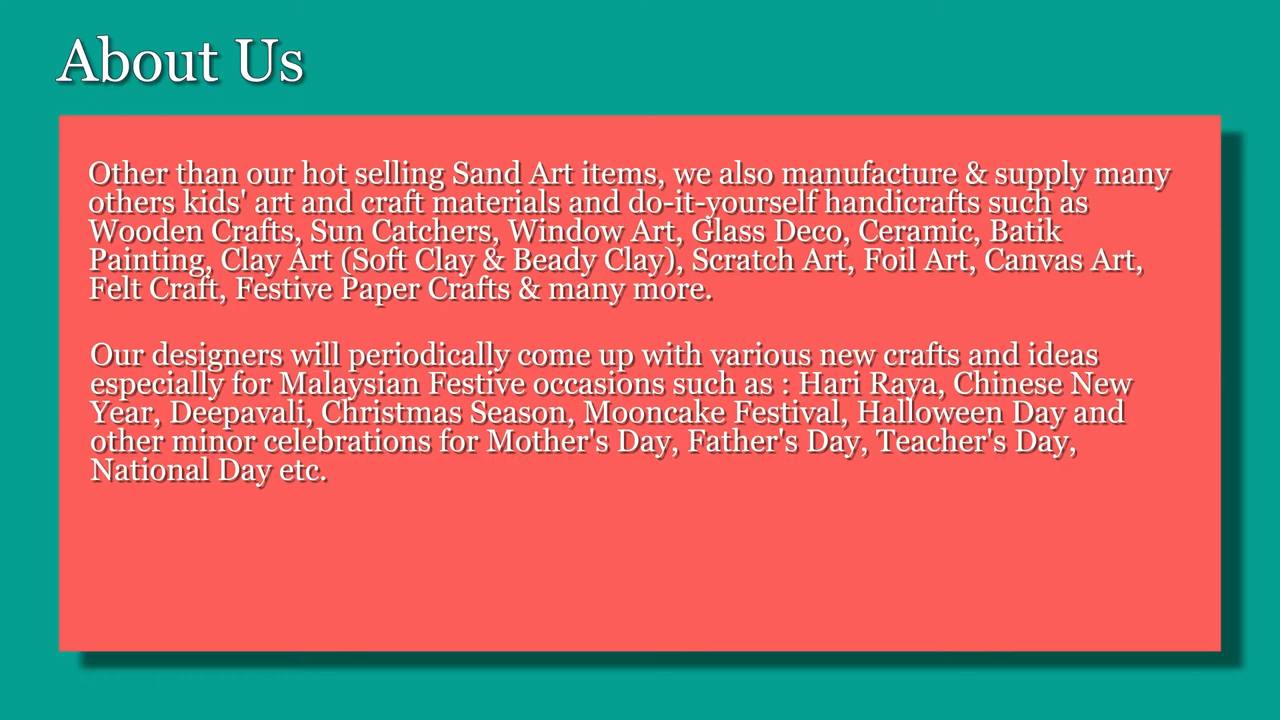 About Us
Other than our hot selling Sand Art items, we also manufacture & supply many
others kids' art and craft materials and do-it-yourself handicrafts such as
Wooden Crafts, Sun Catchers, Window Art, Glass Deco, Ceramic, Batik
Painting, Clay Art (Soft Clay & Beady Clay), Scratch Art, Foil Art, Canvas Art,
Felt Craft, Festive Paper Crafts & many more.
Our designers will periodically come up with various new crafts and ideas
especially for Malaysian Festive occasions such as : Hari Raya, Chinese New
Year, Deepavali, Christmas Season, Mooncake Festival, Halloween Day and
other minor celebrations for Mother's Day, Father's Day, Teacher's Day,
National Day etc.